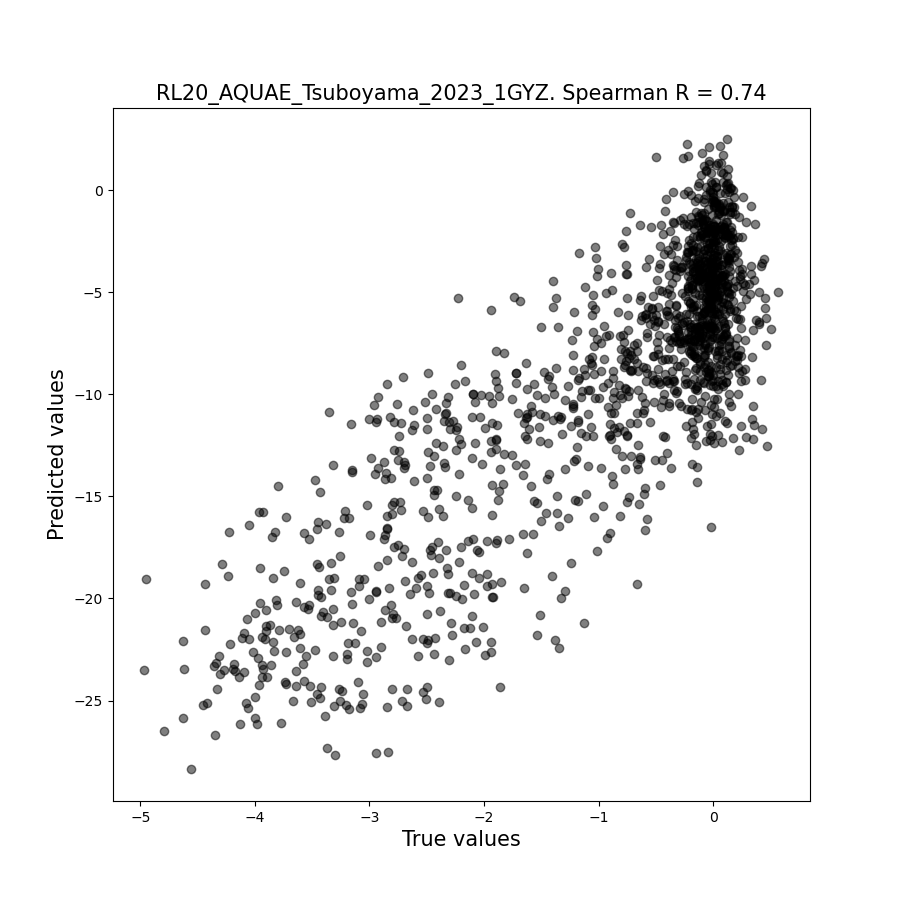 RL20_AQUAE_Tsuboyama_2023_1GYZ. Spearman R = 0.74
0
−5
−10
−15
−20
−25
Predicted values
−5 −4 −3 −2 −1 0
True values